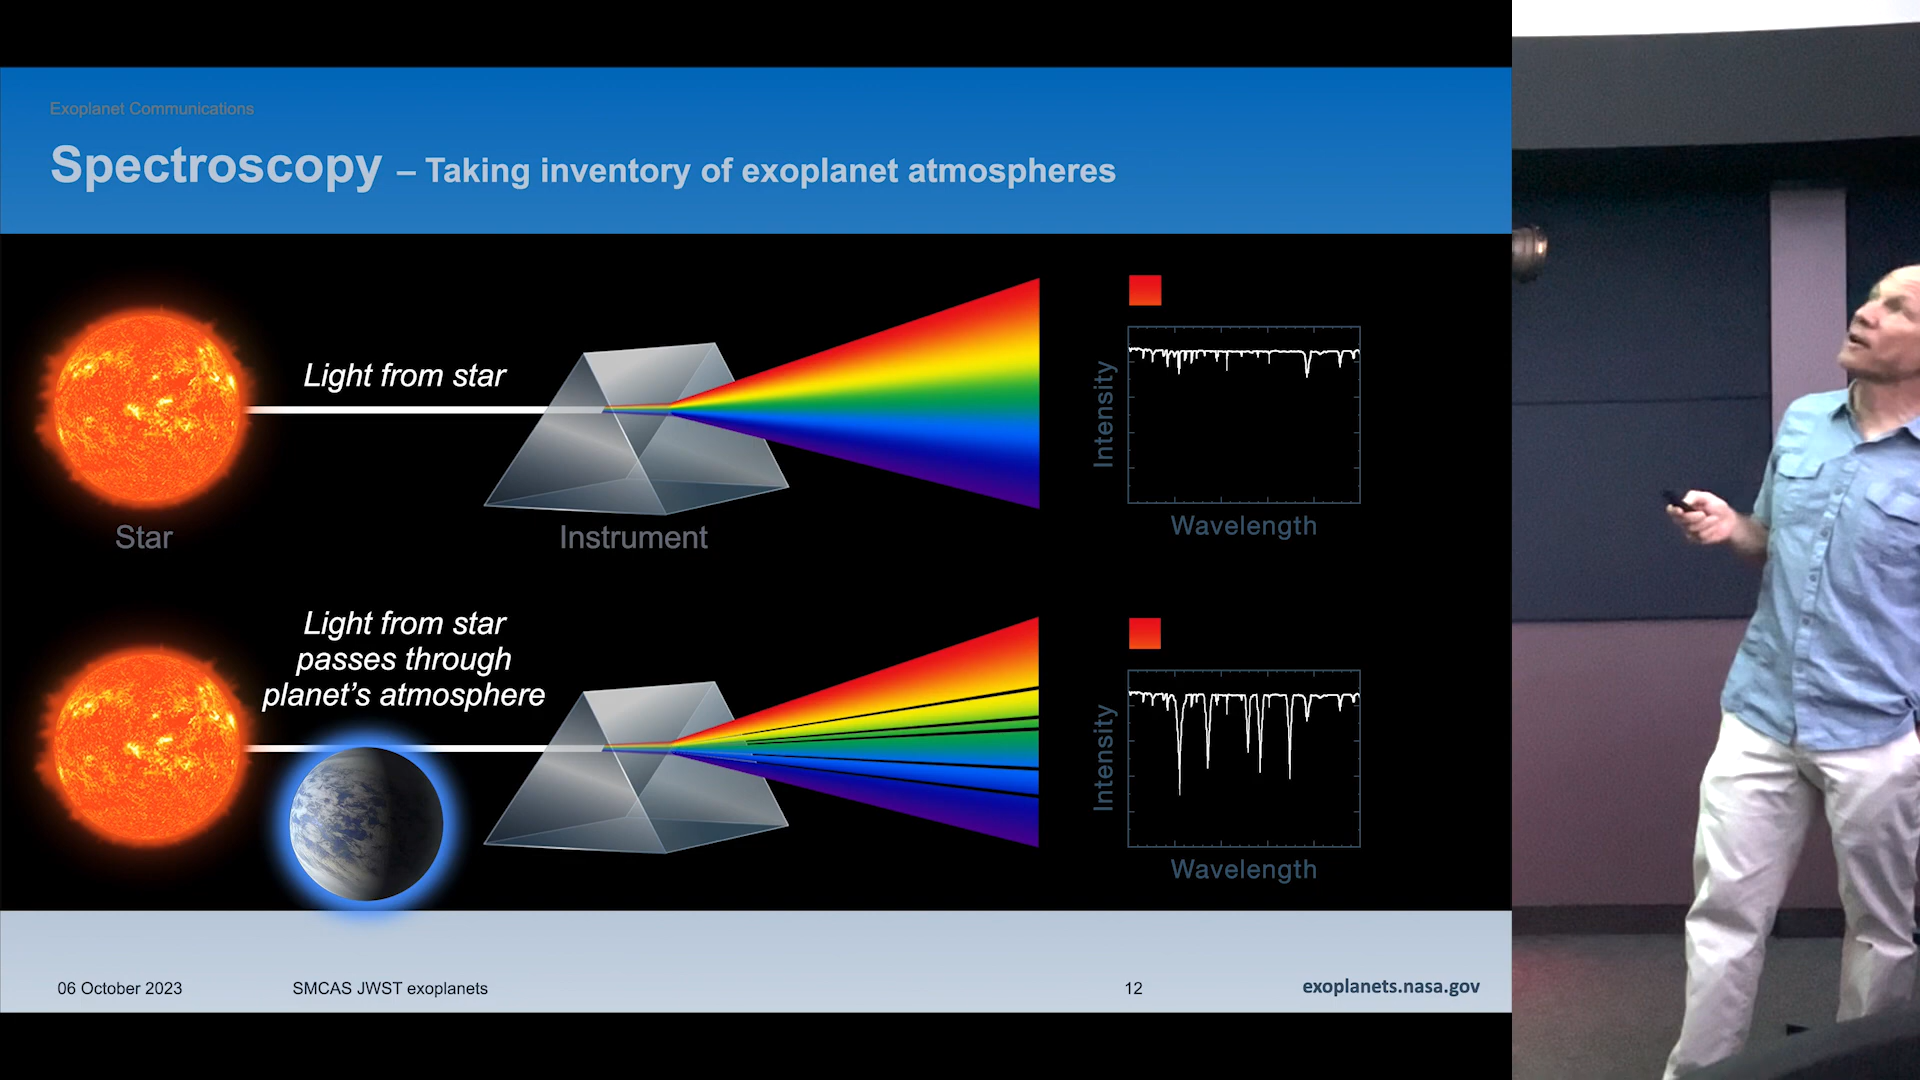 Exoplanet Communications
Spectroscopy – Taking inventory of exoplanet atmospheres
Light from star
Star
Instrument
Intensity
Wavelength
Light from star
passes through
planet's atmosphere
Intensity
Wavelength
06 October 2023
SMCAS JWST exoplanets
12
exoplanets.nasa.gov